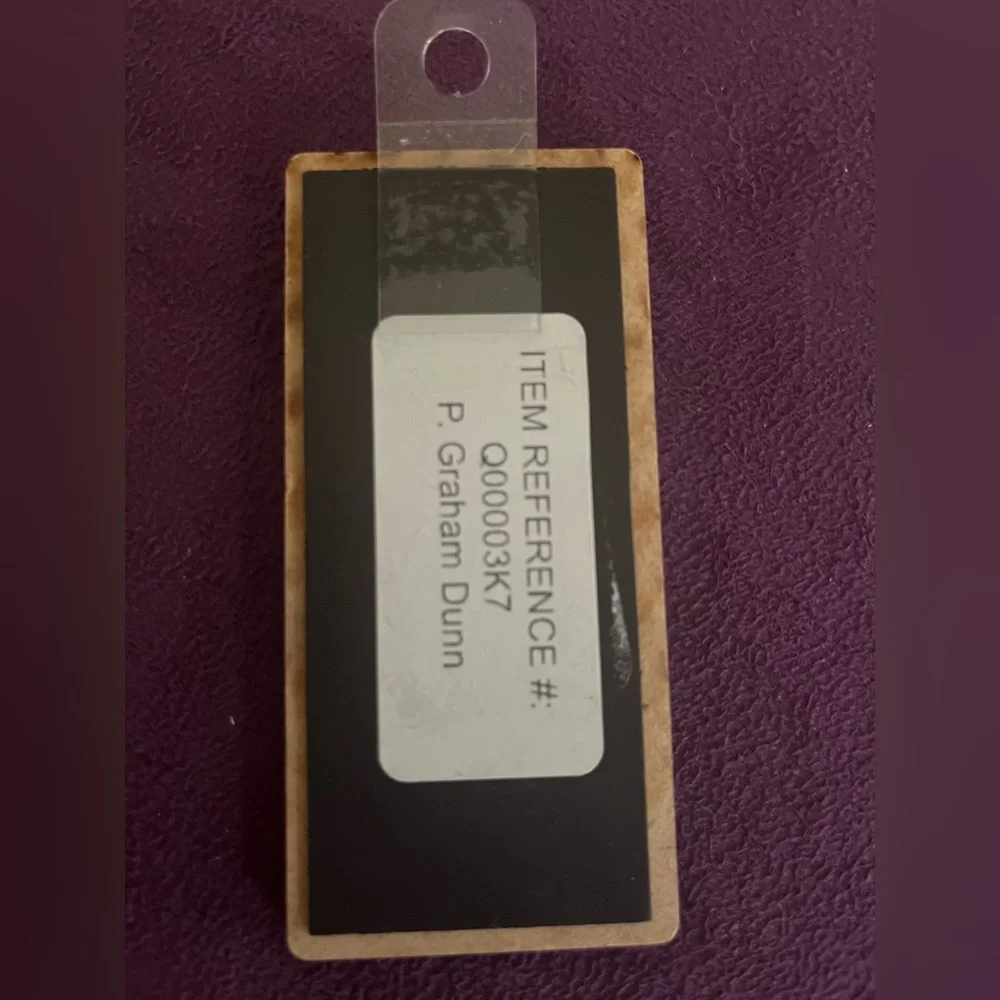 ITEM REFERENCE #:
Q00003K7
P. Graham Dunn